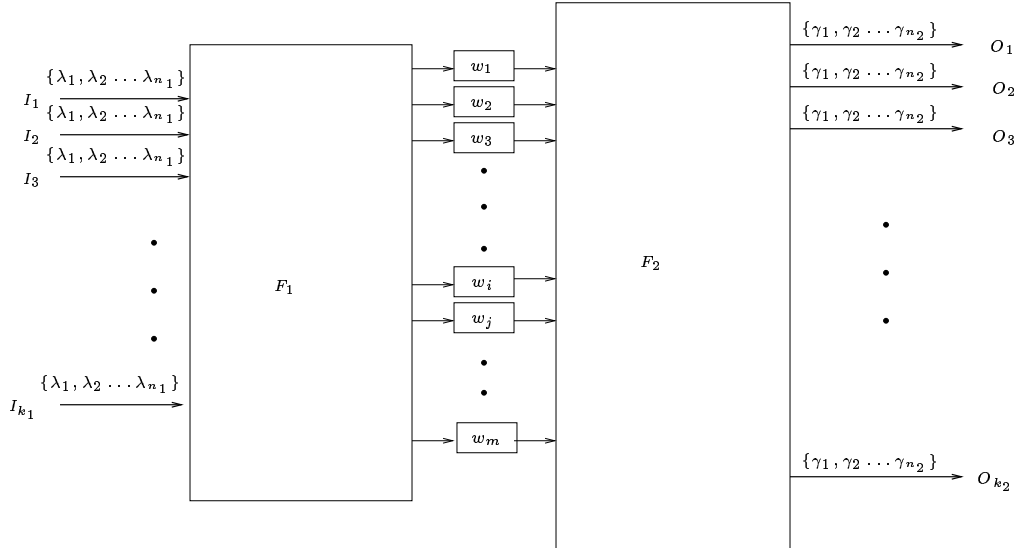 {γ₁, γ₂ ... γₙ₂}
O₁
w₁
{λ₁, λ₂ ... λₙ₁}
{γ₁, γ₂ ... γₙ₂}
I₁
w₂
O₂
{λ₁, λ₂ ... λₙ₁}
{γ₁, γ₂ ... γₙ₂}
I₂
w₃
O₃
{λ₁, λ₂ ... λₙ₁}
I₃
F₁
wᵢ
F₂
wⱼ
{λ₁, λ₂ ... λₙ₁}
Iₖ₁
wₘ
{γ₁, γ₂ ... γₙ₂}
Oₖ₂